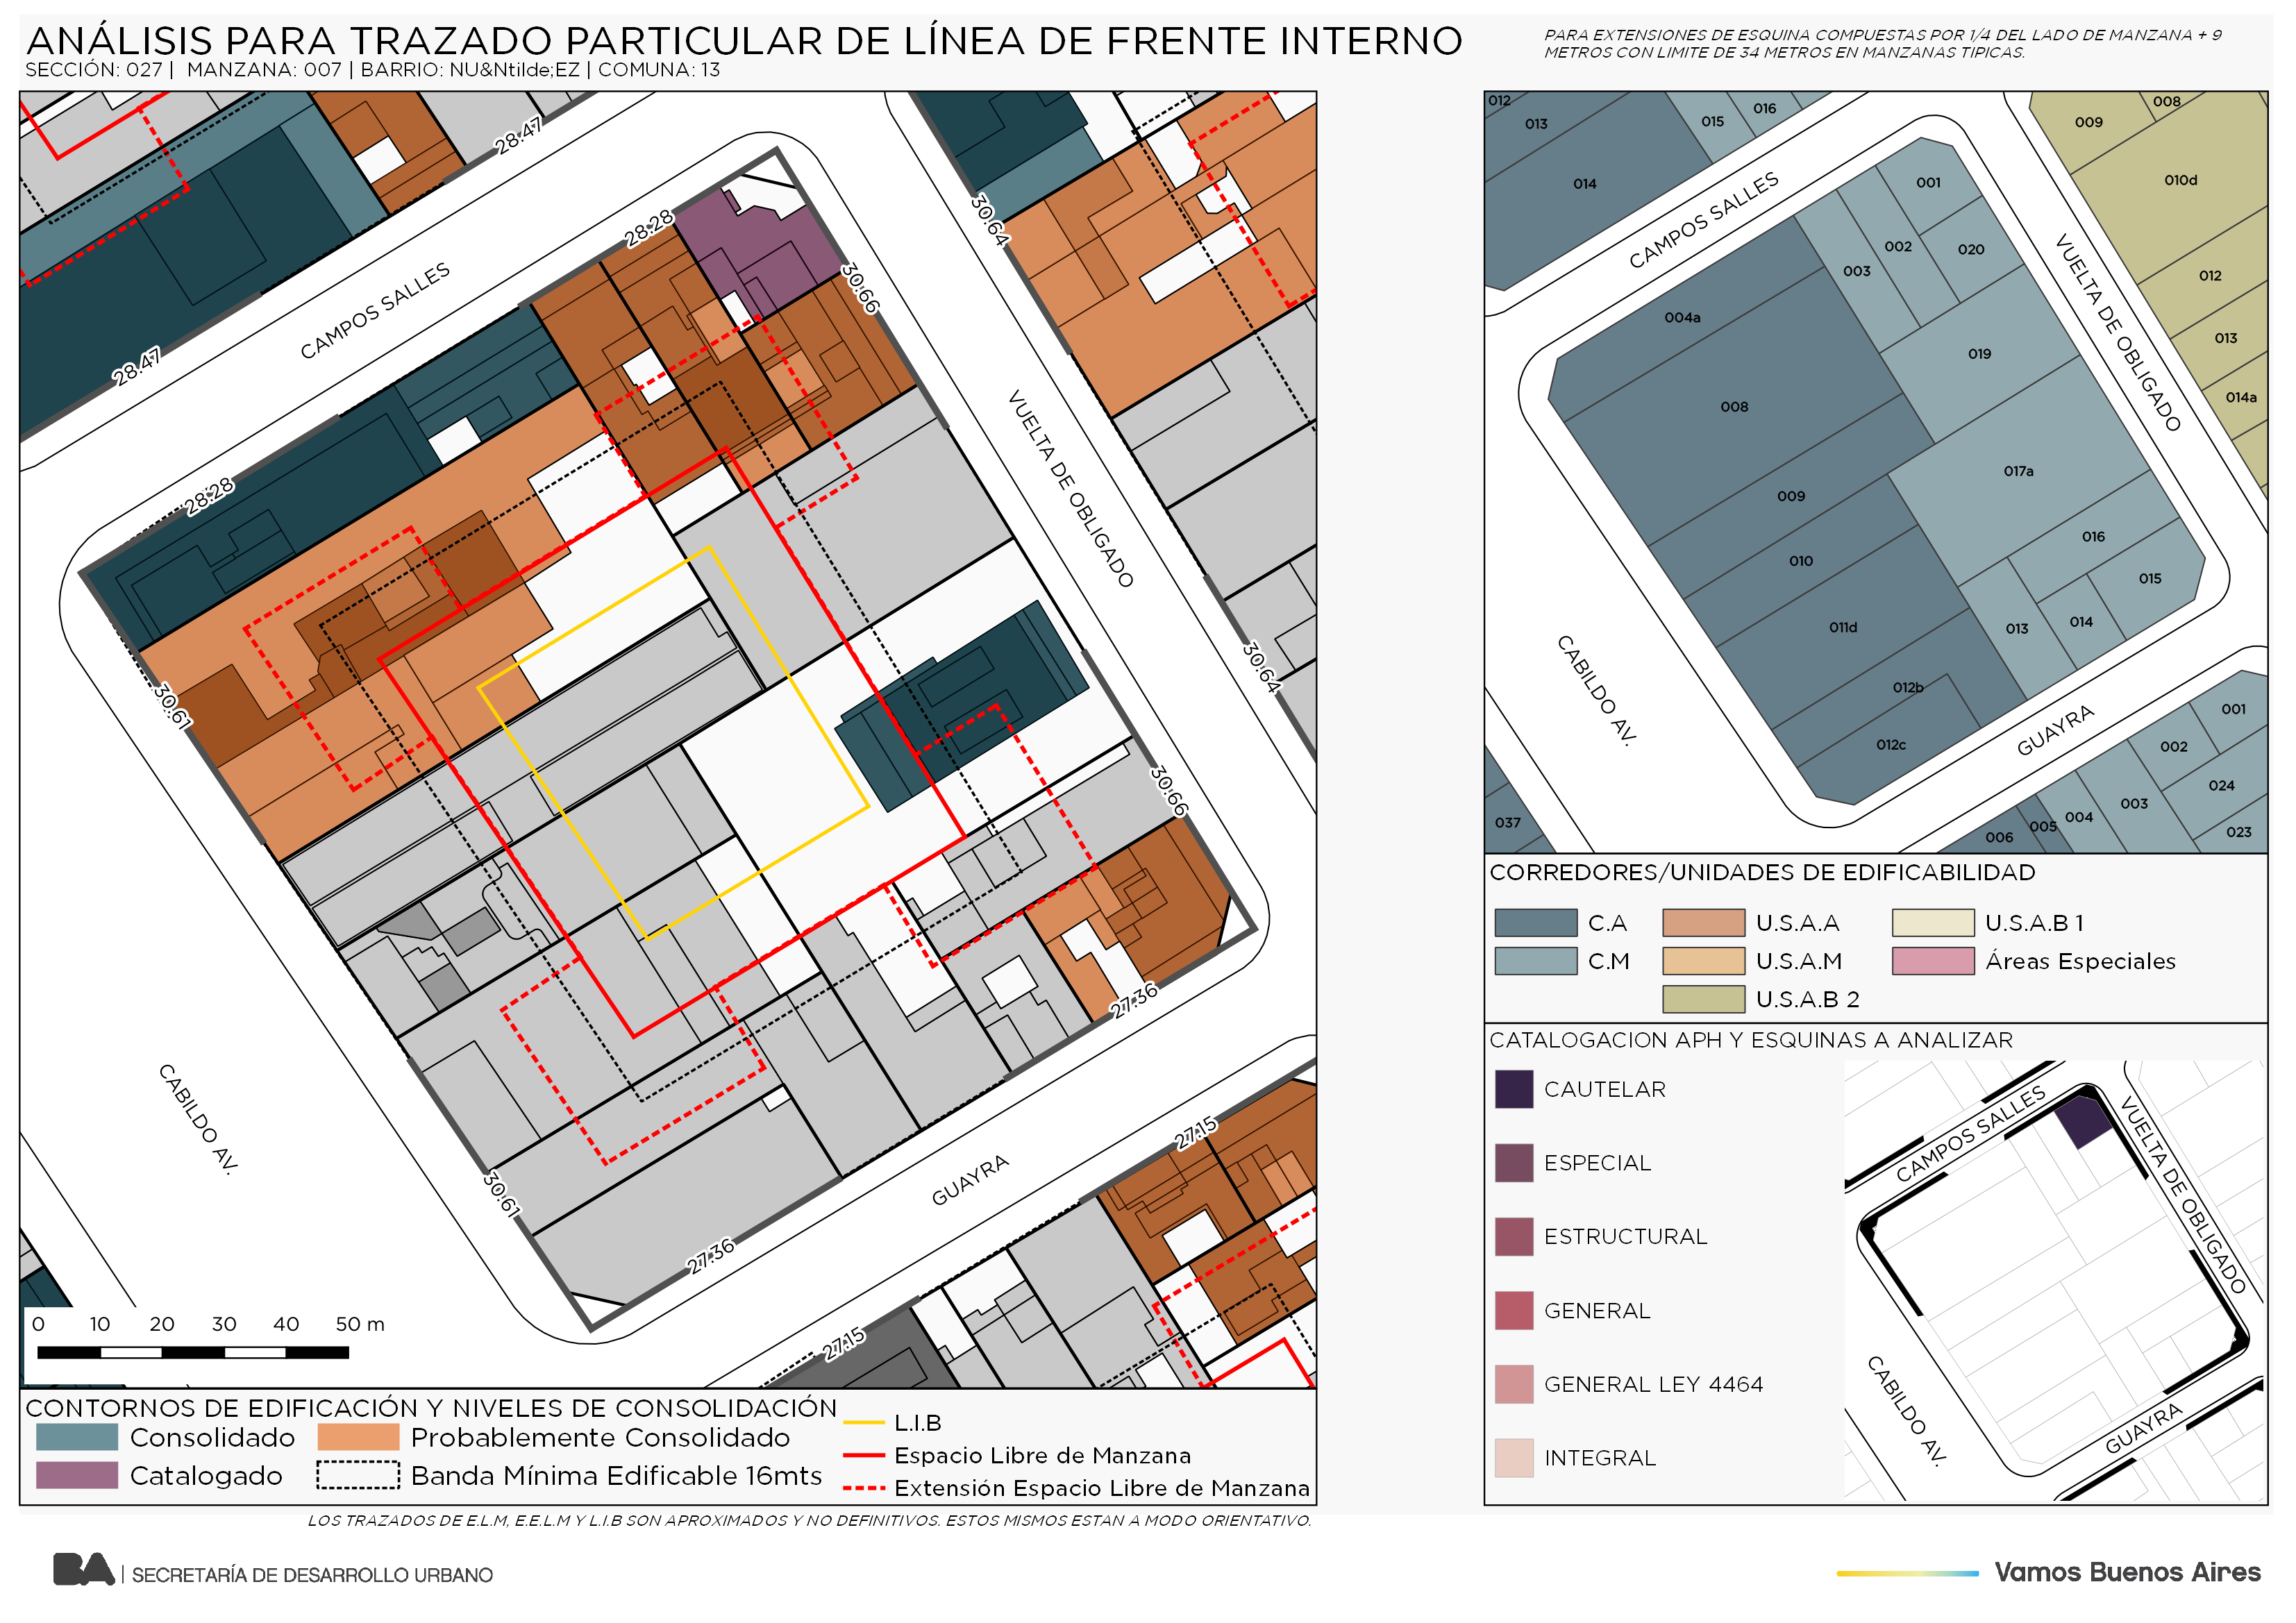 ANÁLISIS PARA TRAZADO PARTICULAR DE LÍNEA DE FRENTE INTERNO
SECCIÓN: 027 | MANZANA: 007 | BARRIO: NU&Ntilde;EZ | COMUNA: 13
PARA EXTENSIONES DE ESQUINA COMPUESTAS POR 1/4 DEL LADO DE MANZANA + 9
METROS CON LIMITE DE 34 METROS EN MANZANAS TIPICAS.
28.47
28.47
28.28
28.28
CAMPOS SALLES
30.64
30.66
VUELTA DE OBLIGADO
30.61
30.64
30.66
27.36
CABILDO AV.
30.61
27.36
GUAYRA
27.15
27.15
0 10 20 30 40 50 m
CONTORNOS DE EDIFICACIÓN Y NIVELES DE CONSOLIDACIÓN
Consolidado
Probablemente Consolidado
Catalogado
Banda Mínima Edificable 16mts
L.I.B
Espacio Libre de Manzana
Extensión Espacio Libre de Manzana
012
013
014
015
016
CAMPOS SALLES
008
009
010d
012
013
014a
VUELTA DE OBLIGADO
001
002
003
020
004a
019
008
017a
009
016
010
015
011d
013
014
012b
012c
CABILDO AV.
GUAYRA
037
006
005
004
003
002
001
024
023
CORREDORES/UNIDADES DE EDIFICABILIDAD
C.A
U.S.A.A
U.S.A.B 1
C.M
U.S.A.M
Áreas Especiales
U.S.A.B 2
CATALOGACION APH Y ESQUINAS A ANALIZAR
CAUTELAR
ESPECIAL
ESTRUCTURAL
GENERAL
GENERAL LEY 4464
INTEGRAL
CAMPOS SALLES
VUELTA DE OBLIGADO
CABILDO AV.
GUAYRA
LOS TRAZADOS DE E.L.M, E.E.L.M Y L.I.B SON APROXIMADOS Y NO DEFINITIVOS. ESTOS MISMOS ESTAN A MODO ORIENTATIVO.
BA | SECRETARÍA DE DESARROLLO URBANO
Vamos Buenos Aires